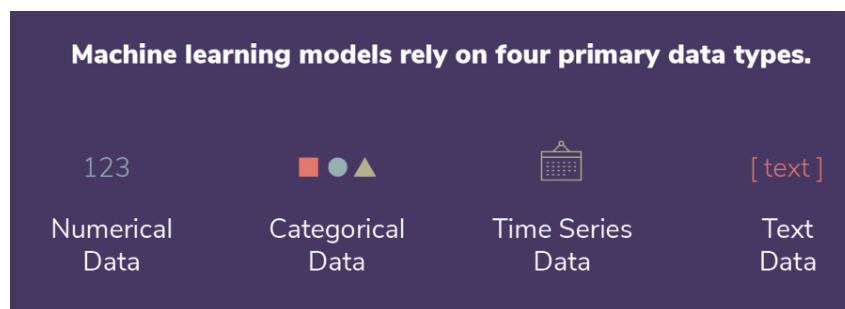 Machine learning models rely on four primary data types.
123
[ text ]
Numerical
Data
Categorical
Data
Time Series
Data
Text
Data